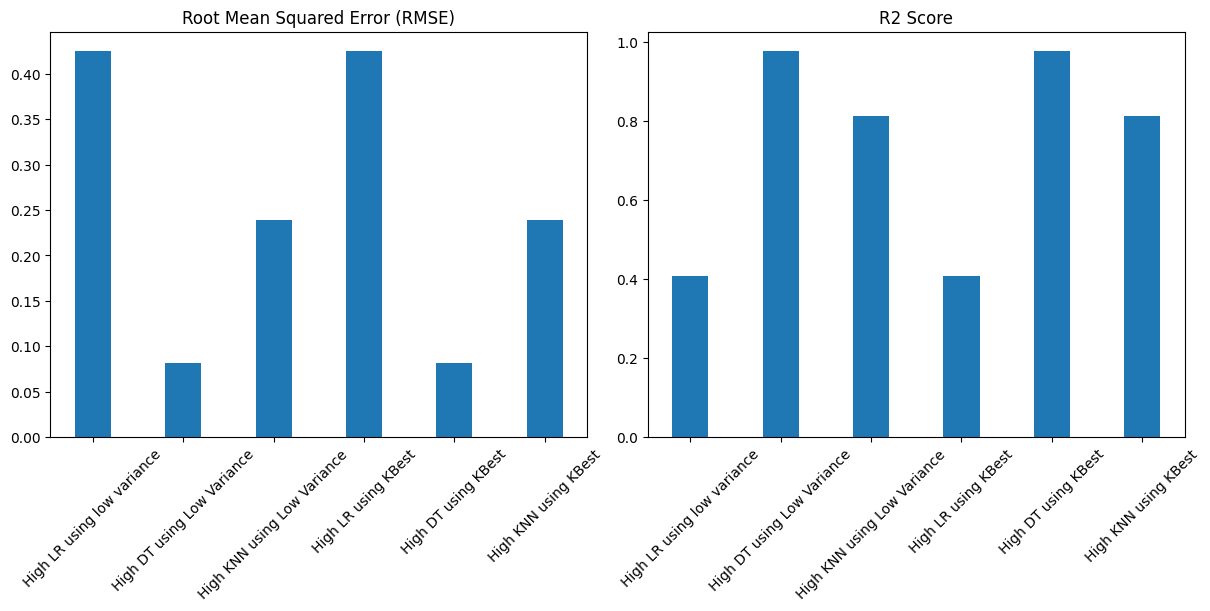 Root Mean Squared Error (RMSE)
0.40
0.35
0.30
0.25
0.20
0.15
0.10
0.05
0.00
High LR using low variance
High DT using Low Variance
High KNN using Low Variance
High LR using KBest
High DT using KBest
High KNN using KBest
R2 Score
1.0
0.8
0.6
0.4
0.2
0.0
High LR using low variance
High DT using Low Variance
High KNN using Low Variance
High LR using KBest
High DT using KBest
High KNN using KBest